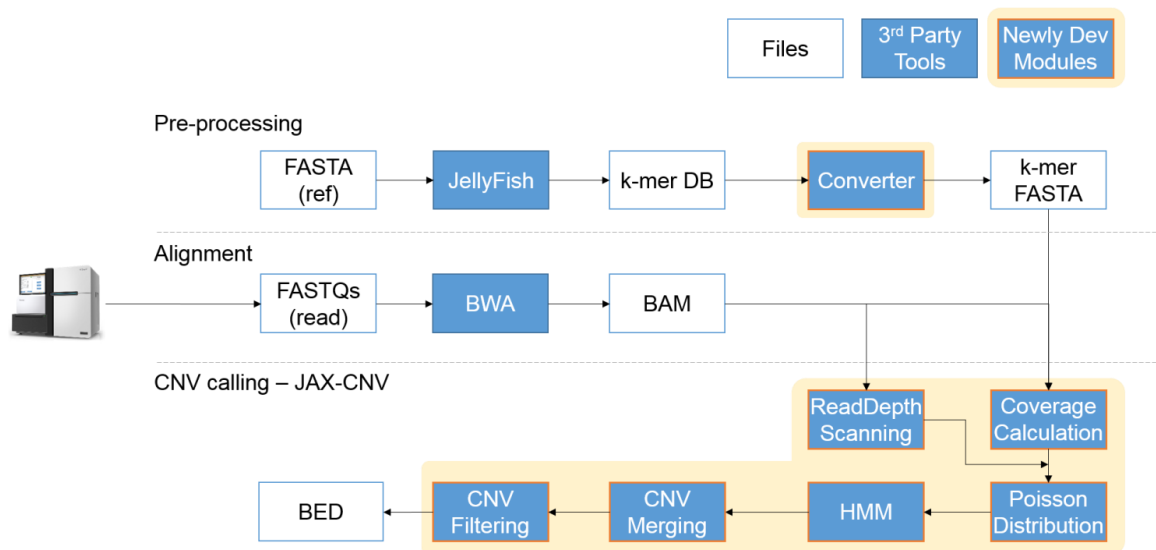 Files
3rd Party
Tools
Newly Dev
Modules
Pre-processing
FASTA
(ref)
JellyFish
k-mer DB
Converter
k-mer
FASTA
Alignment
FASTQs
(read)
BWA
BAM
CNV calling – JAX-CNV
ReadDepth
Scanning
Coverage
Calculation
BED
CNV
Filtering
CNV
Merging
HMM
Poisson
Distribution